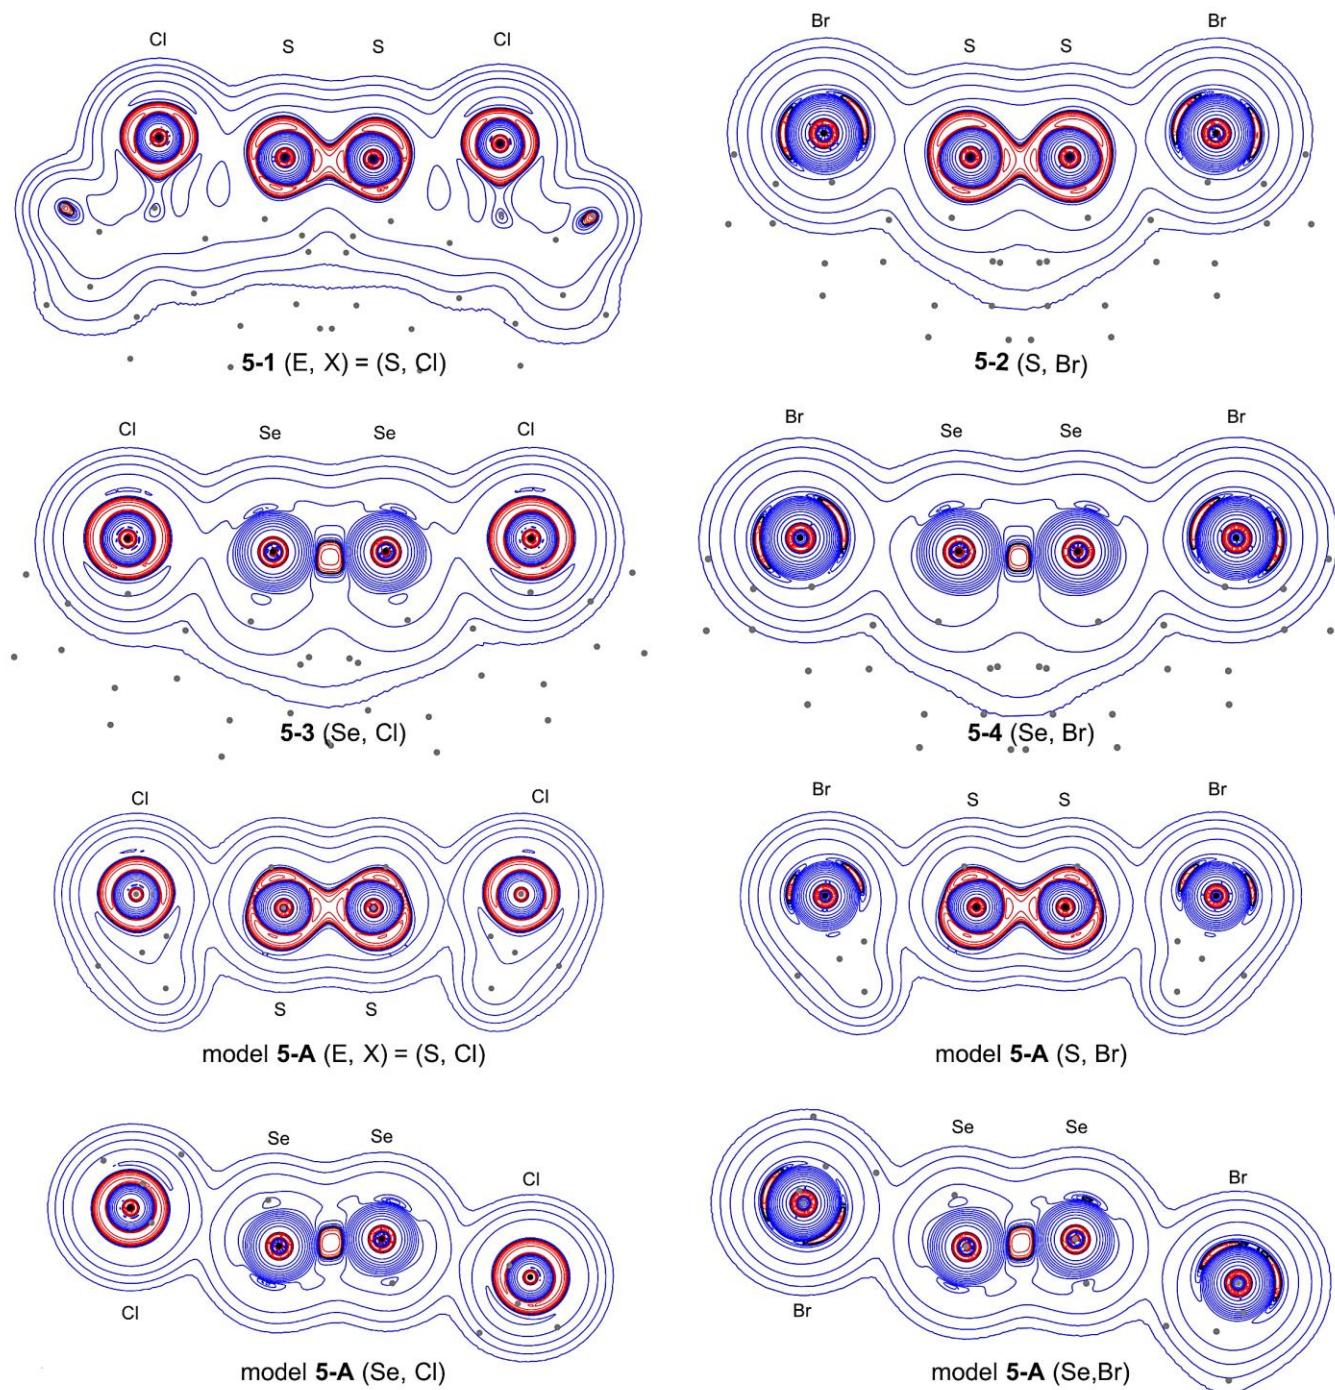 Cl S S Cl
Br S S Br
5-1 (E, X) = (S, Cl)
5-2 (S, Br)
Cl Se Se Cl
Br Se Se Br
5-3 (Se, Cl)
5-4 (Se, Br)
Cl Cl
S S
Br S S Br
model 5-A (E, X) = (S, Cl)
model 5-A (S, Br)
Se Se Cl
Cl
Se Se Br
Br
model 5-A (Se, Cl)
model 5-A (Se,Br)